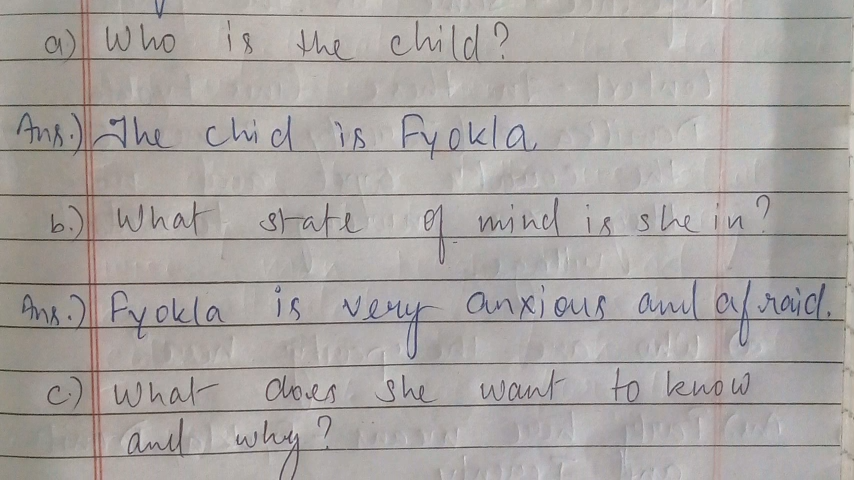 a) Who is the child?
Ans.) The chid is Fyokla.
b.) What state of mind is she in?
Ans.) Fyokla is very anxious and afraid.
c.) What does she want to know
and why?